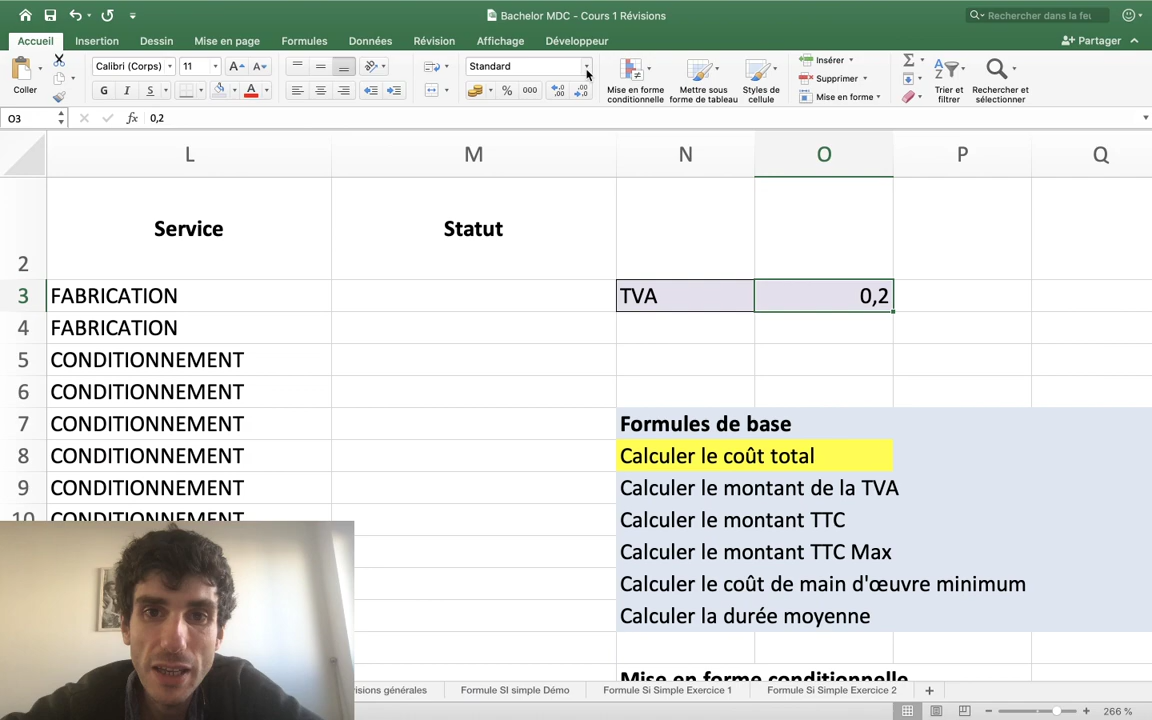 Bachelor MDC - Cours 1 Révisions
Rechercher dans la feu
Accueil Insertion Dessin Mise en page Formules Données Révision Affichage Développeur
Partager
Coller
Calibri (Corps) 11
Standard
G I S
% 000
Mise en forme conditionnelle
Mettre sous forme de tableau
Styles de cellule
Insérer
Supprimer
Mise en forme
Trier et filtrer
Rechercher et sélectionner
O3 fx 0,2
L M N O P Q
2 Service Statut
3 FABRICATION TVA 0,2
4 FABRICATION
5 CONDITIONNEMENT
6 CONDITIONNEMENT
7 CONDITIONNEMENT Formules de base
8 CONDITIONNEMENT Calculer le coût total
9 CONDITIONNEMENT Calculer le montant de la TVA
10 CONDITIONNEMENT Calculer le montant TTC
Calculer le montant TTC Max
Calculer le coût de main d'œuvre minimum
Calculer la durée moyenne
Mise en forme conditionnelle
isions générales Formule SI simple Démo Formule Si Simple Exercice 1 Formule Si Simple Exercice 2
266 %